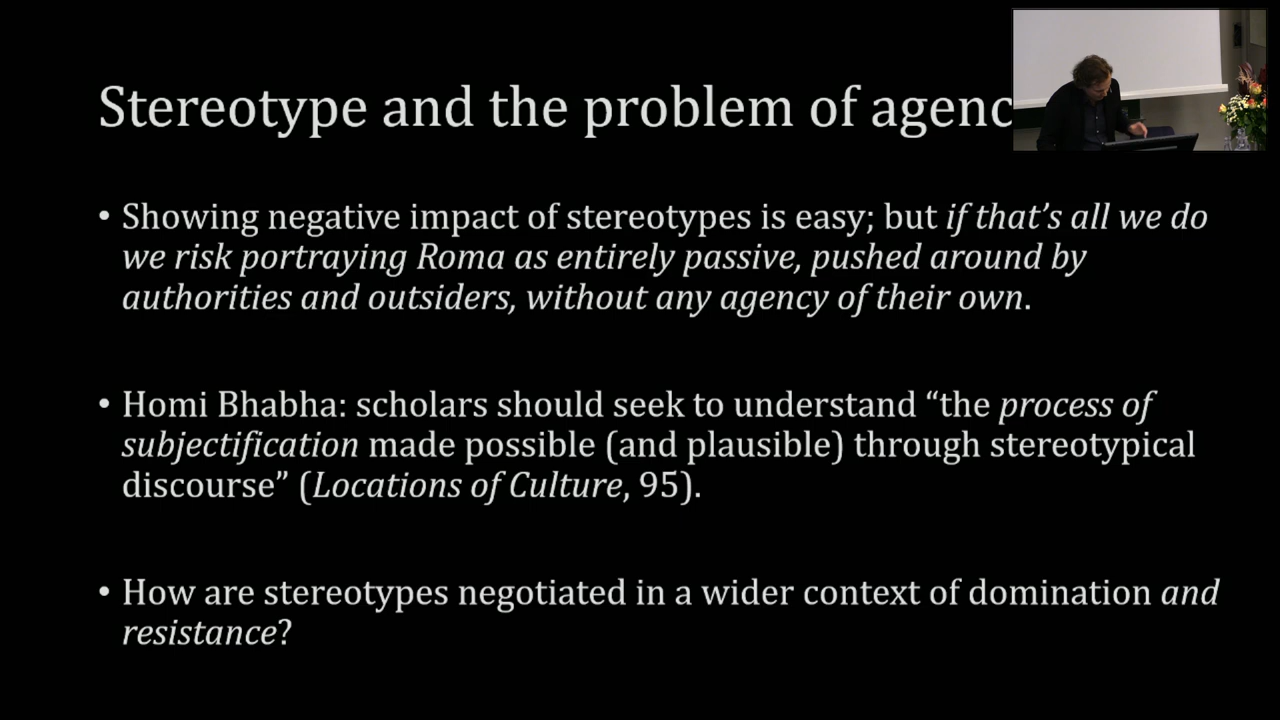 Stereotype and the problem of agenc
• Showing negative impact of stereotypes is easy; but if that’s all we do
we risk portraying Roma as entirely passive, pushed around by
authorities and outsiders, without any agency of their own.
• Homi Bhabha: scholars should seek to understand “the process of
subjectification made possible (and plausible) through stereotypical
discourse” (Locations of Culture, 95).
• How are stereotypes negotiated in a wider context of domination and
resistance?